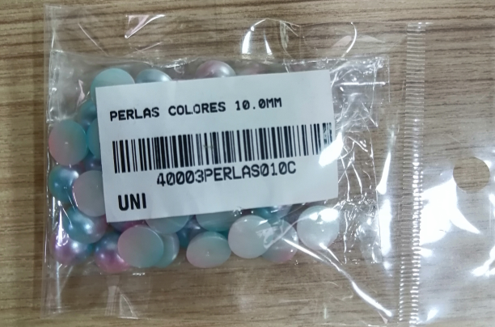 PERLAS COLORES 10.0MM
40003PERLAS010C
UNI